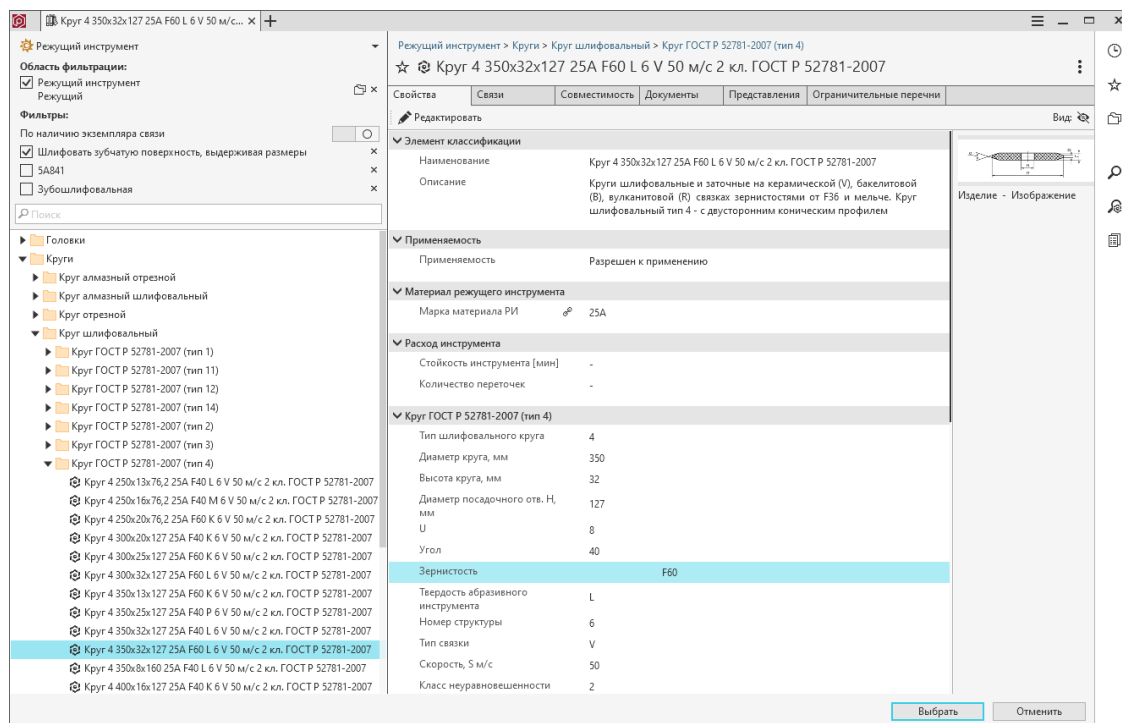 Круг 4 350x32x127 25А F60 L 6 V 50 м/с...
Режущий инструмент
Область фильтрации:
Режущий инструмент
Режущий
Фильтры:
По наличию экземпляра связи
Шлифовать зубчатую поверхность, выдерживая размеры
5А841
Зубошлифовальная
Поиск
Головки
Круги
Круг алмазный отрезной
Круг алмазный шлифовальный
Круг отрезной
Круг шлифовальный
Круг ГОСТ Р 52781-2007 (тип 1)
Круг ГОСТ Р 52781-2007 (тип 11)
Круг ГОСТ Р 52781-2007 (тип 12)
Круг ГОСТ Р 52781-2007 (тип 14)
Круг ГОСТ Р 52781-2007 (тип 2)
Круг ГОСТ Р 52781-2007 (тип 3)
Круг ГОСТ Р 52781-2007 (тип 4)
Круг 4 250x13x76,2 25А F40 L 6 V 50 м/с 2 кл. ГОСТ Р 52781-2007
Круг 4 250x16x76,2 25А F40 M 6 V 50 м/с 2 кл. ГОСТ Р 52781-2007
Круг 4 250x20x76,2 25А F60 K 6 V 50 м/с 2 кл. ГОСТ Р 52781-2007
Круг 4 300x20x127 25А F40 K 6 V 50 м/с 2 кл. ГОСТ Р 52781-2007
Круг 4 300x25x127 25А F60 K 6 V 50 м/с 2 кл. ГОСТ Р 52781-2007
Круг 4 300x32x127 25А F60 L 6 V 50 м/с 2 кл. ГОСТ Р 52781-2007
Круг 4 350x13x127 25А F60 K 6 V 50 м/с 2 кл. ГОСТ Р 52781-2007
Круг 4 350x25x127 25А F40 P 6 V 50 м/с 2 кл. ГОСТ Р 52781-2007
Круг 4 350x32x127 25А F40 L 6 V 50 м/с 2 кл. ГОСТ Р 52781-2007
Круг 4 350x32x127 25А F60 L 6 V 50 м/с 2 кл. ГОСТ Р 52781-2007
Круг 4 350x8x160 25А F40 L 6 V 50 м/с 2 кл. ГОСТ Р 52781-2007
Круг 4 400x16x127 25А F40 K 6 V 50 м/с 2 кл. ГОСТ Р 52781-2007
Режущий инструмент > Круги > Круг шлифовальный > Круг ГОСТ Р 52781-2007 (тип 4)
Круг 4 350x32x127 25А F60 L 6 V 50 м/с 2 кл. ГОСТ Р 52781-2007
Свойства Связи Совместимость Документы Представления Ограничительные перечни
Редактировать Вид:
Элемент классификации
Наименование Круг 4 350x32x127 25А F60 L 6 V 50 м/с 2 кл. ГОСТ Р 52781-2007
Описание Круги шлифовальные и заточные на керамической (V), бакелитовой
(В), вулканитовой (R) связках зернистостями от F36 и мельче. Круг
шлифовальный тип 4 - с двусторонним коническим профилем
Применяемость
Применяемость Разрешен к применению
Материал режущего инструмента
Марка материала РИ 25А
Расход инструмента
Стойкость инструмента [мин] -
Количество переточек -
Круг ГОСТ Р 52781-2007 (тип 4)
Тип шлифовального круга 4
Диаметр круга, мм 350
Высота круга, мм 32
Диаметр посадочного отв. Н, 127
мм
U 8
Угол 40
Зернистость F60
Твердость абразивного L
инструмента
Номер структуры 6
Тип связки V
Скорость, S м/с 50
Класс неуравновешенности 2
Изделие - Изображение
Выбрать Отменить